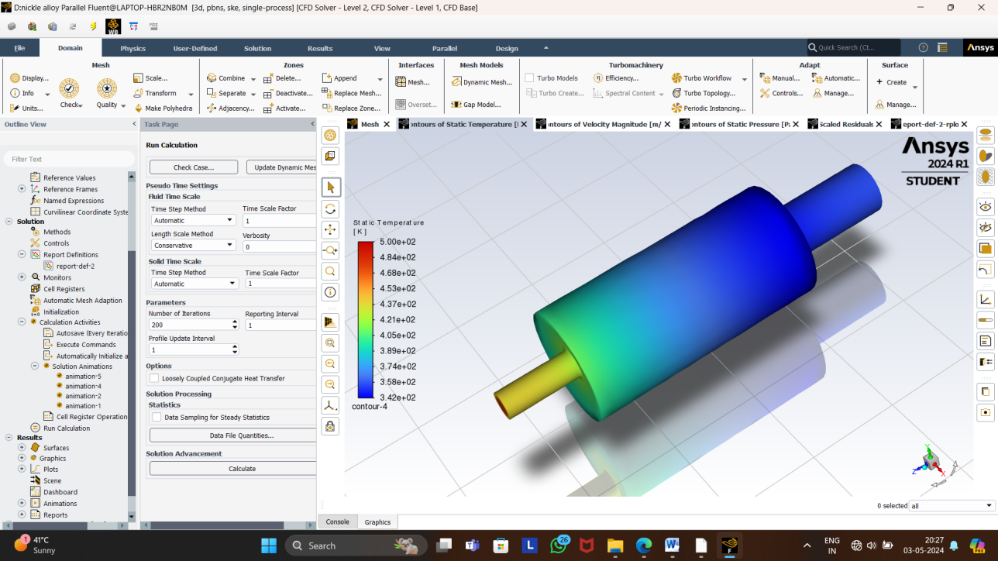 D:nickle alloy Parallel Fluent@LAPTOP-HBR2NB0M [3d, pbns, ske, single-process] [CFD Solver - Level 2, CFD Solver - Level 1, CFD Base]
File Domain Physics User-Defined Solution Results View Parallel Design Quick Search (Ct... Ansys
Mesh Zones Interfaces Mesh Models Turbomachinery Adapt Surface
Display... Scale... Combine Delete... Append Mesh... Dynamic Mesh... Turbo Models Efficiency... Turbo Workflow Manual... Automatic... + Create
Info Check Quality Transform Separate Deactivate... Replace Mesh... Turbo Create... Spectral Content Turbo Topology... Controls... Manage...
Units... Make Polyhedra Adjacency... Activate... Replace Zone... Overset... Gap Model... Periodic Instancing... Manage...
Outline View < Task Page < Mesh ontours of Static Temperature [ ontours of Velocity Magnitude [m/ ontours of Static Pressure [P: caled Residuals eport-def-2-rplo
Filter Text
Reference Values
Reference Frames
Named Expressions
Curvilinear Coordinate Syste
Solution
Methods
Controls
Report Definitions
report-def-2
Monitors
Cell Registers
Automatic Mesh Adaption
Initialization
Calculation Activities
Autosave (Every Iteratio
Execute Commands
Automatically Initialize a
Solution Animations
animation-5
animation-4
animation-2
animation-1
Cell Register Operation
Run Calculation
Results
Surfaces
Graphics
Plots
Scene
Dashboard
Animations
Reports
Run Calculation
Check Case... Update Dynamic Mes
Pseudo Time Settings
Fluid Time Scale
Time Step Method Time Scale Factor
Automatic 1
Length Scale Method Verbosity
Conservative 0
Solid Time Scale
Time Step Method Time Scale Factor
Automatic 1
Parameters
Number of Iterations Reporting Interval
200 1
Profile Update Interval
1
Options
Loosely Coupled Conjugate Heat Transfer
Solution Processing
Statistics
Data Sampling for Steady Statistics
Data File Quantities...
Solution Advancement
Calculate
Ansys
2024 R1
STUDENT
Static Temperature
[ K ]
5.00e+02
4.84e+02
4.68e+02
4.53e+02
4.37e+02
4.21e+02
4.05e+02
3.89e+02
3.74e+02
3.58e+02
3.42e+02
contour-4
0 selected all
Console Graphics
1 41°C
Sunny
Search
26
ENG
IN
20:27
03-05-2024